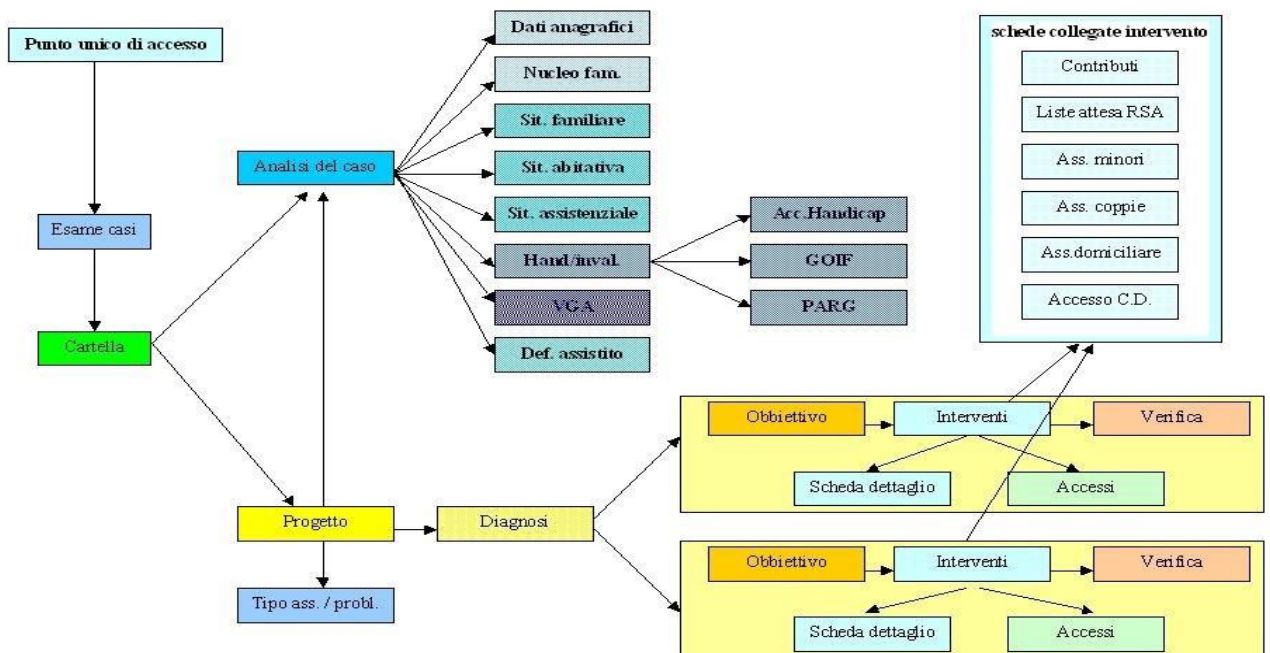 Punto unico di accesso
Esame casi
Cartella
Analisi del caso
Dati anagrafici
Nucleo fam.
Sit. familiare
Sit. abitativa
Sit. assistenziale
Hand/inval.
VGA
Def. assistito
Acc.Handicap
GOIF
PARG
schede collegate intervento
Contributi
Liste attesa RSA
Ass. minori
Ass. coppie
Ass.domiciliare
Accesso C.D.
Progetto
Tipo ass. / probl.
Diagnosi
Obbiettivo
Interventi
Verifica
Scheda dettaglio
Accessi
Obbiettivo
Interventi
Verifica
Scheda dettaglio
Accessi